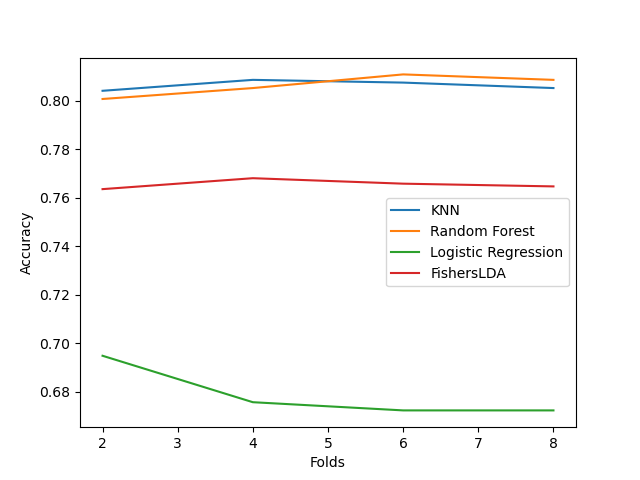 Accuracy
0.80
0.78
0.76
0.74
0.72
0.70
0.68
KNN
Random Forest
Logistic Regression
FishersLDA
2 3 4 5 6 7 8
Folds